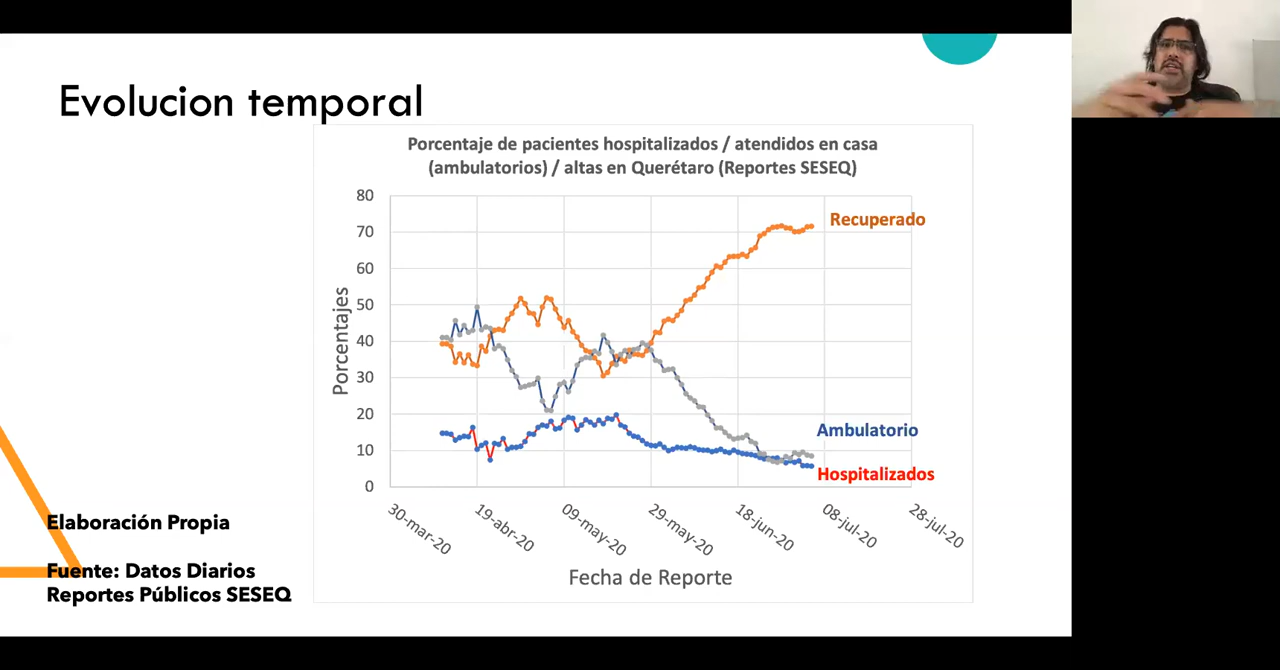 Evolucion temporal
Porcentaje de pacientes hospitalizados / atendidos en casa
(ambulatorios) / altas en Querétaro (Reportes SESEQ)
80
70
60
50
40
30
20
10
0
Porcentajes
Recuperado
Ambulatorio
Hospitalizados
30-mar-20
19-abr-20
09-may-20
29-may-20
18-jun-20
08-jul-20
28-jul-20
Fecha de Reporte
Elaboración Propia
Fuente: Datos Diarios
Reportes Públicos SESEQ